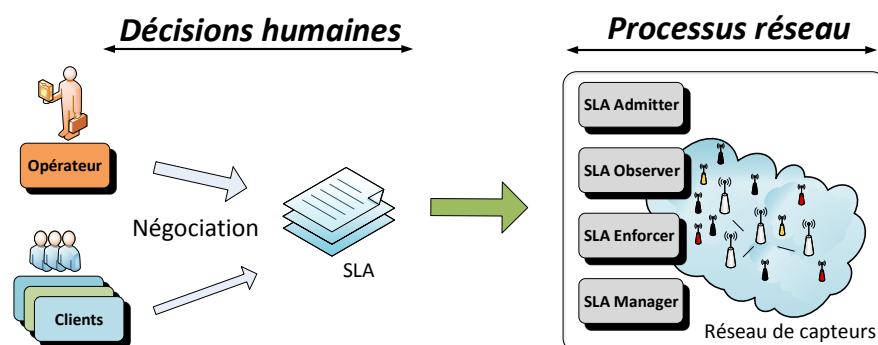 Décisions humaines
Processus réseau
Opérateur
Négociation
Clients
SLA
SLA Admitter
SLA Observer
SLA Enforcer
SLA Manager
Réseau de capteurs